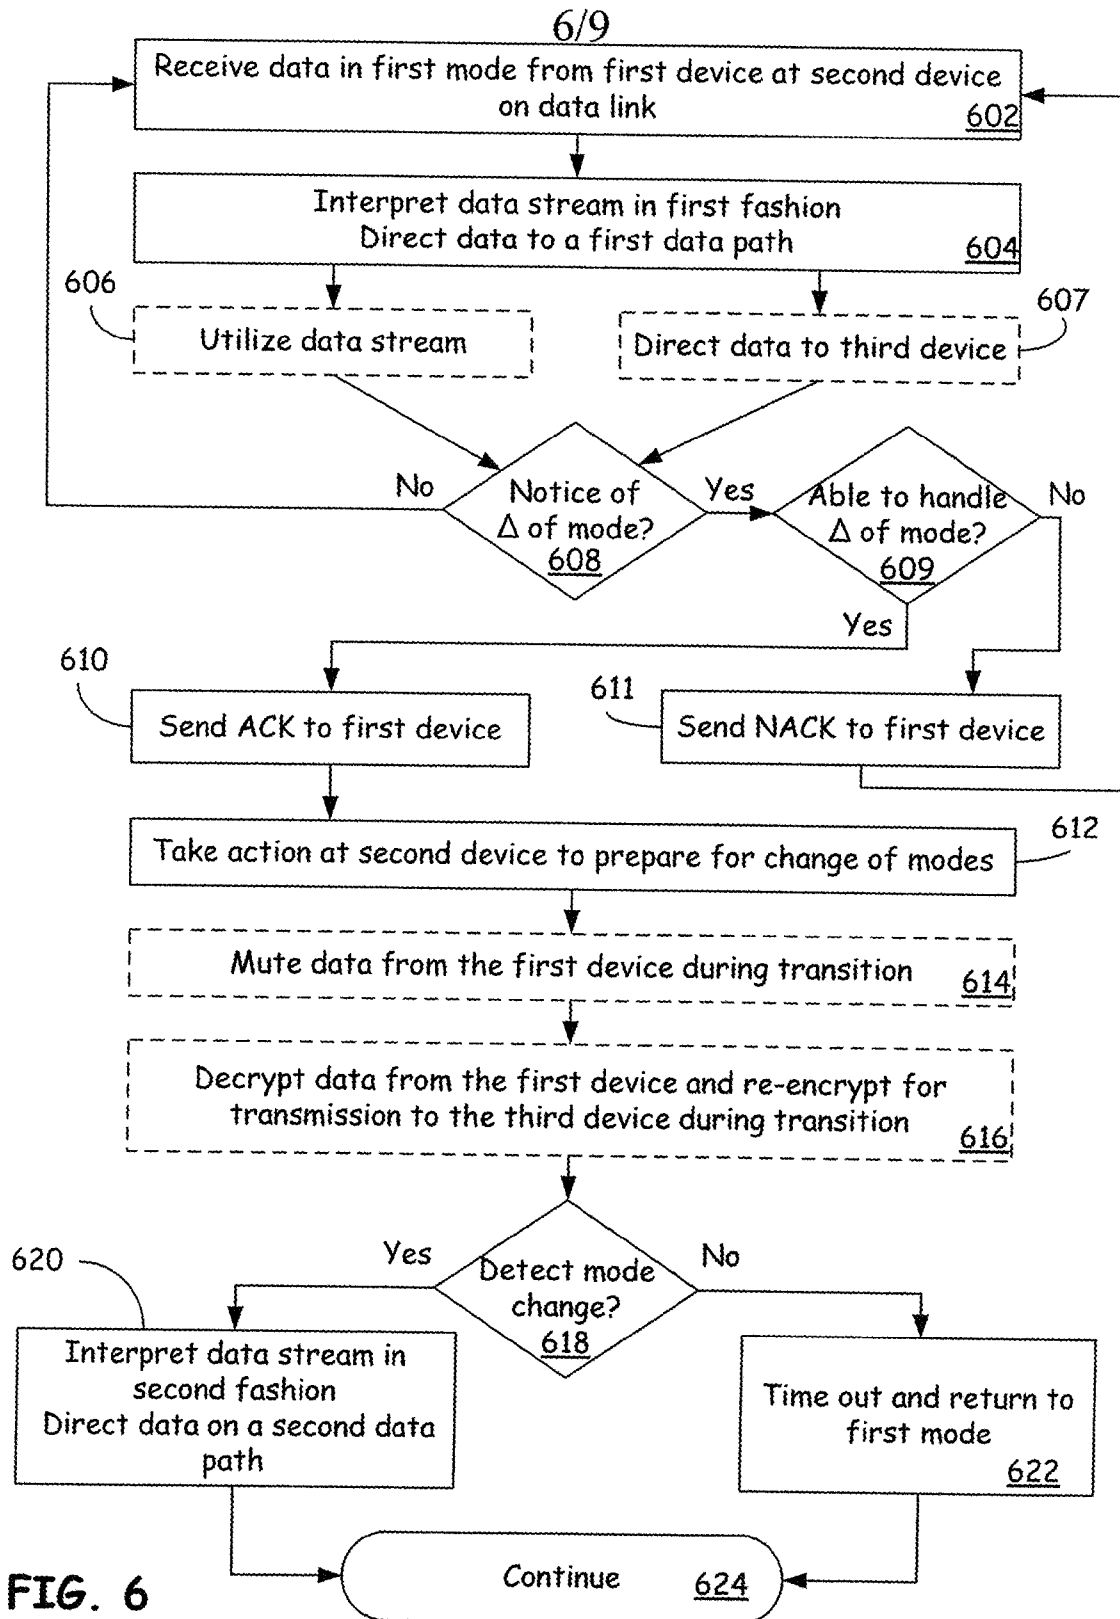 6/9
Receive data in first mode from first device at second device
on data link
602
Interpret data stream in first fashion
Direct data to a first data path
604
606
Utilize data stream
607
Direct data to third device
No
Notice of
Δ of mode?
608
Yes
Able to handle
Δ of mode?
609
No
Yes
610
Send ACK to first device
611
Send NACK to first device
612
Take action at second device to prepare for change of modes
Mute data from the first device during transition
614
Decrypt data from the first device and re-encrypt for
transmission to the third device during transition
616
Yes
Detect mode
change?
618
No
620
Interpret data stream in
second fashion
Direct data on a second data
path
Time out and return to
first mode
622
Continue
624
FIG. 6